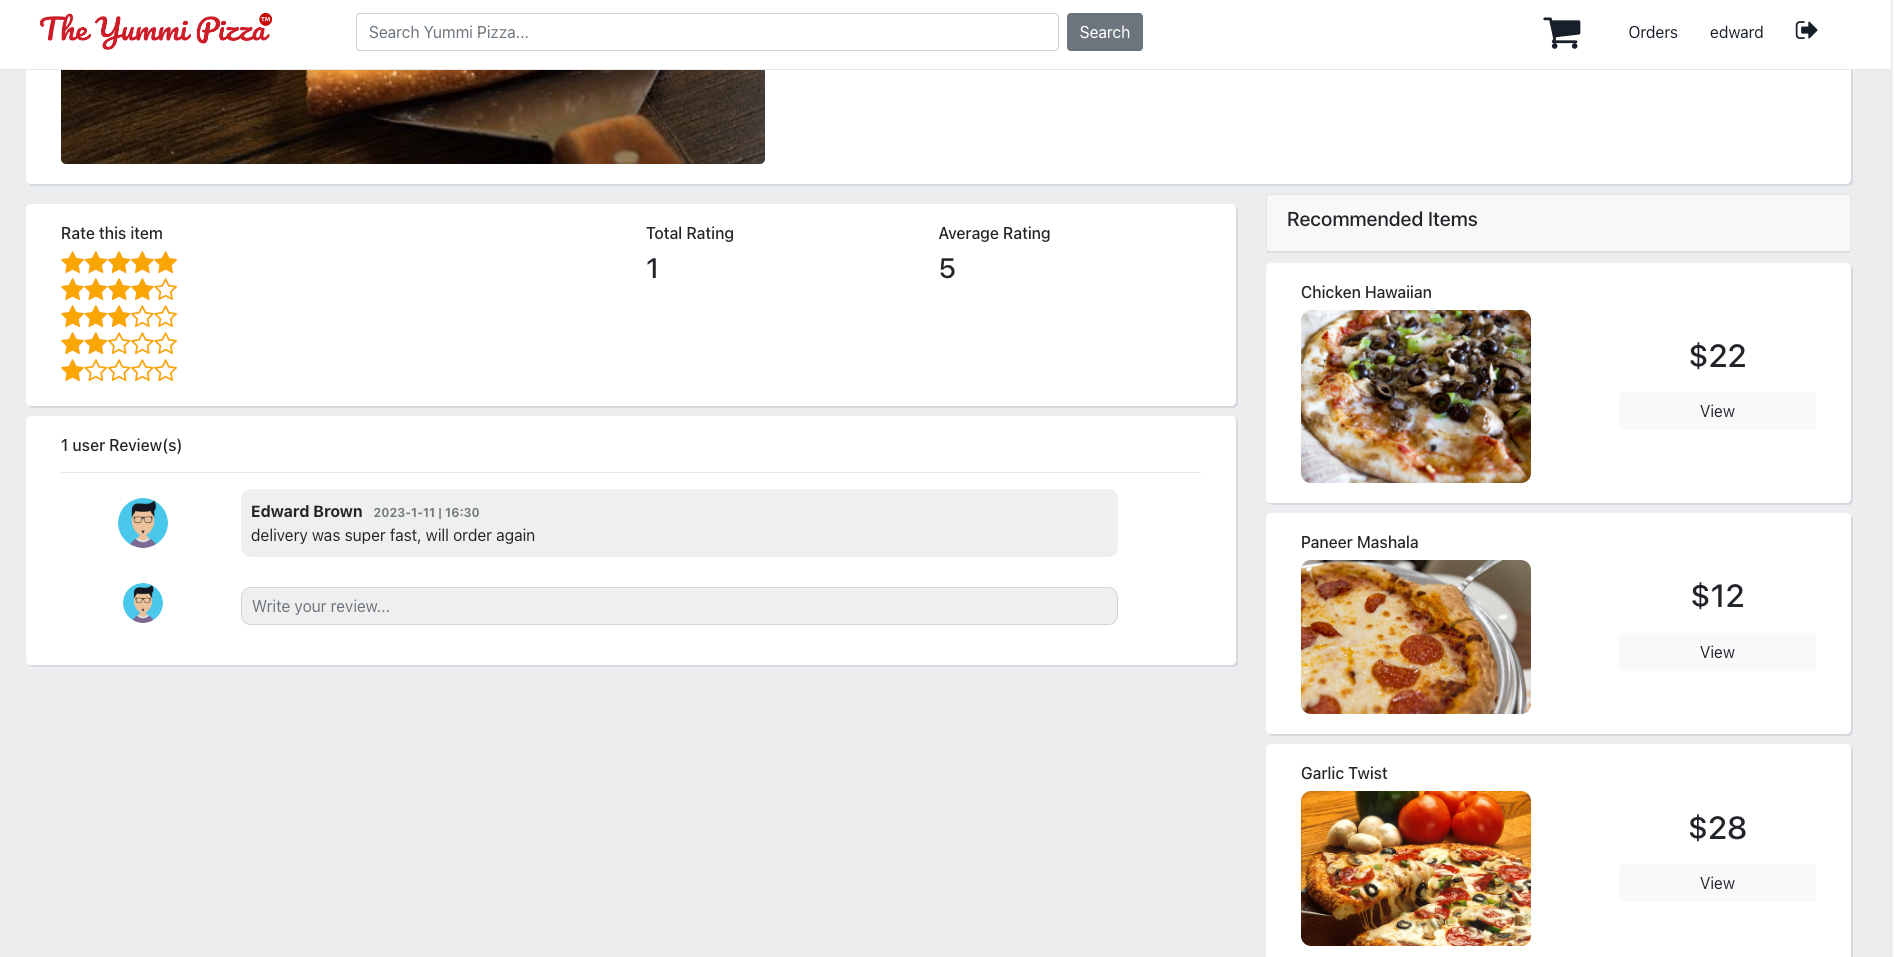 The Yummi Pizza™
Search Yummi Pizza...
Search
Orders
edward
Rate this item
Total Rating
1
Average Rating
5
1 user Review(s)
Edward Brown 2023-1-11 | 16:30
delivery was super fast, will order again
Write your review...
Recommended Items
Chicken Hawaiian
$22
View
Paneer Mashala
$12
View
Garlic Twist
$28
View